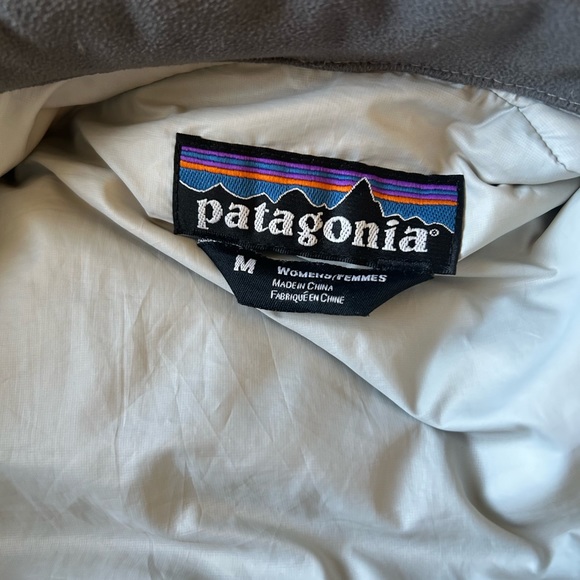 patagonia®
M WOMENS/FEMMES
MADE IN CHINA
FABRIQUÉ EN CHINE